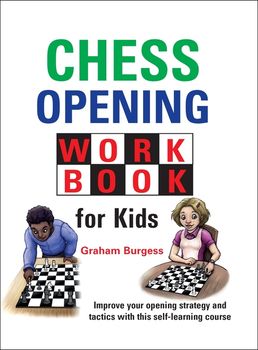 CHESS
OPENING
WORK
BOOK
for Kids
Graham Burgess
Improve your opening strategy and
tactics with this self-learning course